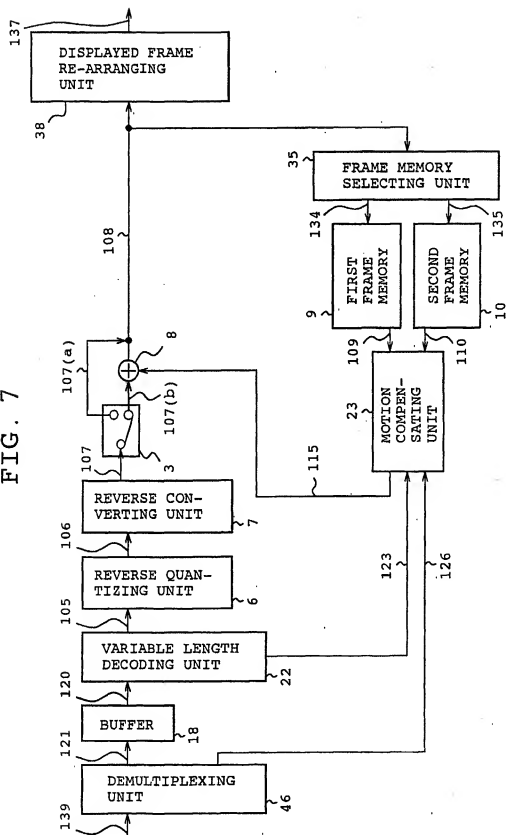 FIG. 7
139
DEMULTIPLEXING
UNIT
46
121
BUFFER
18
120
VARIABLE LENGTH
DECODING UNIT
22
105
REVERSE QUAN-
TIZING UNIT
6
106
REVERSE CON-
VERTING UNIT
7
107
3
107(a)
107(b)
8
108
DISPLAYED FRAME
RE-ARRANGING
UNIT
38
137
115
123
126
MOTION
COMPEN-
SATING
UNIT
23
109
110
FIRST
FRAME
MEMORY
9
SECOND
FRAME
MEMORY
10
134
135
FRAME MEMORY
SELECTING UNIT
35